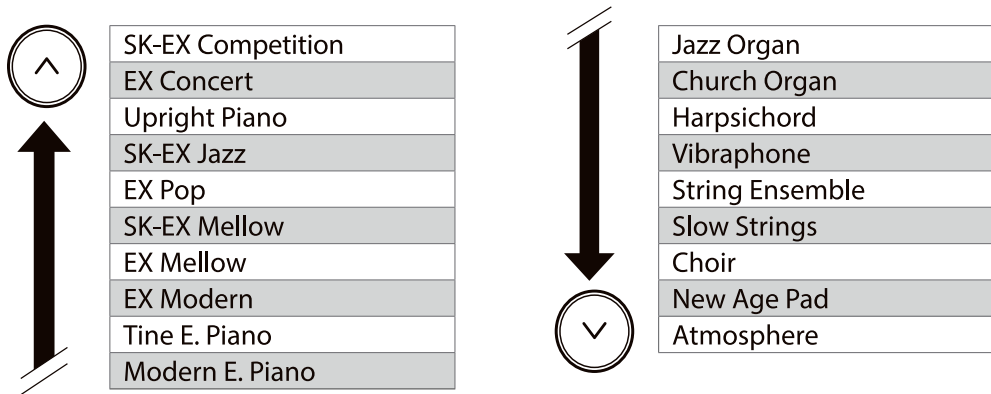 SK-EX Competition
EX Concert
Upright Piano
SK-EX Jazz
EX Pop
SK-EX Mellow
EX Mellow
EX Modern
Tine E. Piano
Modern E. Piano
Jazz Organ
Church Organ
Harpsichord
Vibraphone
String Ensemble
Slow Strings
Choir
New Age Pad
Atmosphere